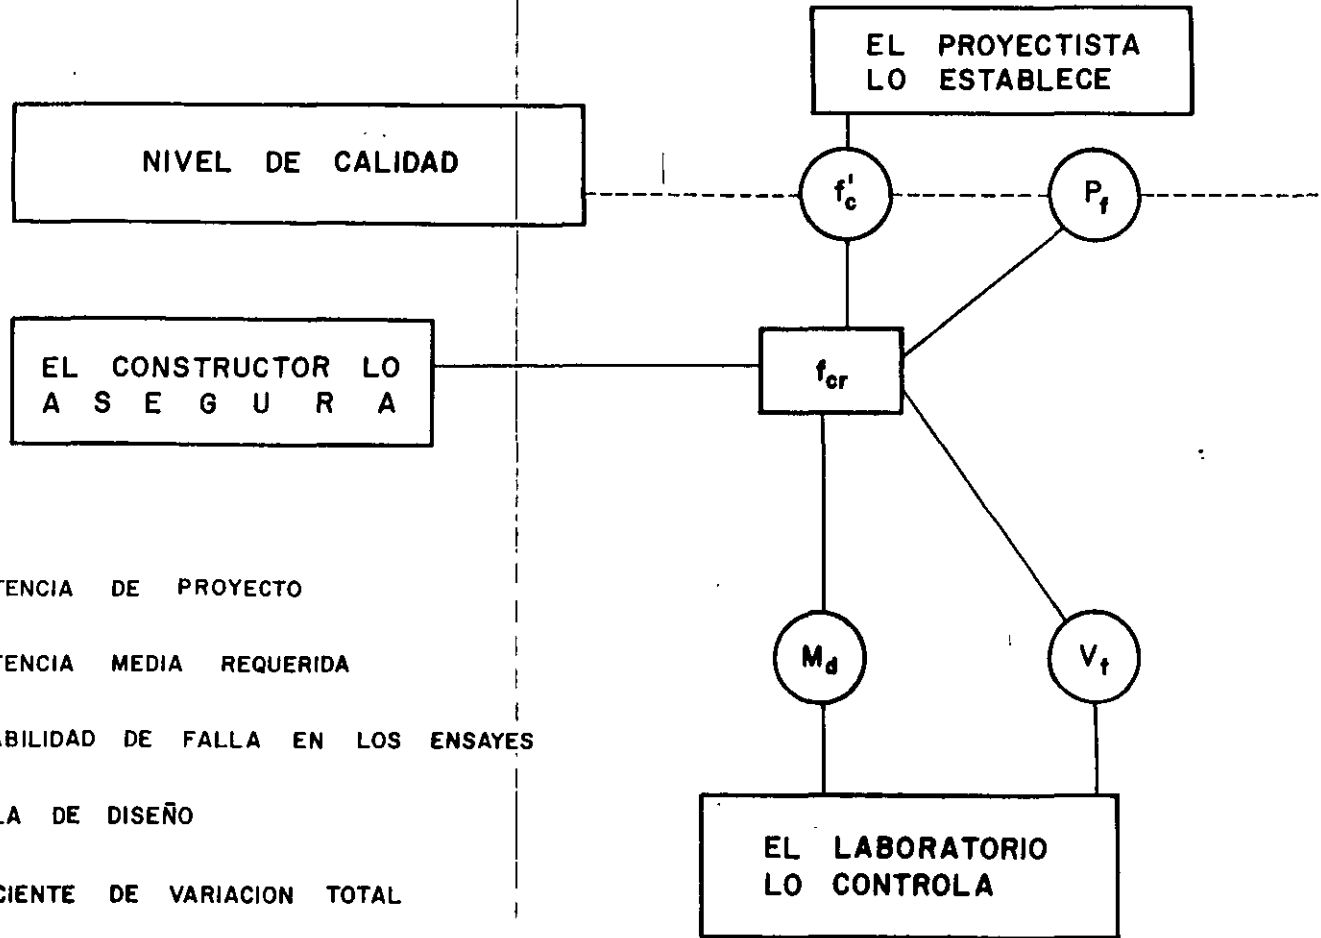 EL PROYECTISTA
LO ESTABLECE
NIVEL DE CALIDAD
f'c
Pf
EL CONSTRUCTOR LO
A S E G U R A
fcr
TENCIA DE PROYECTO
TENCIA MEDIA REQUERIDA
ABILIDAD DE FALLA EN LOS ENSAYES
LA DE DISEÑO
CIENTE DE VARIACION TOTAL
Md
Vt
EL LABORATORIO
LO CONTROLA